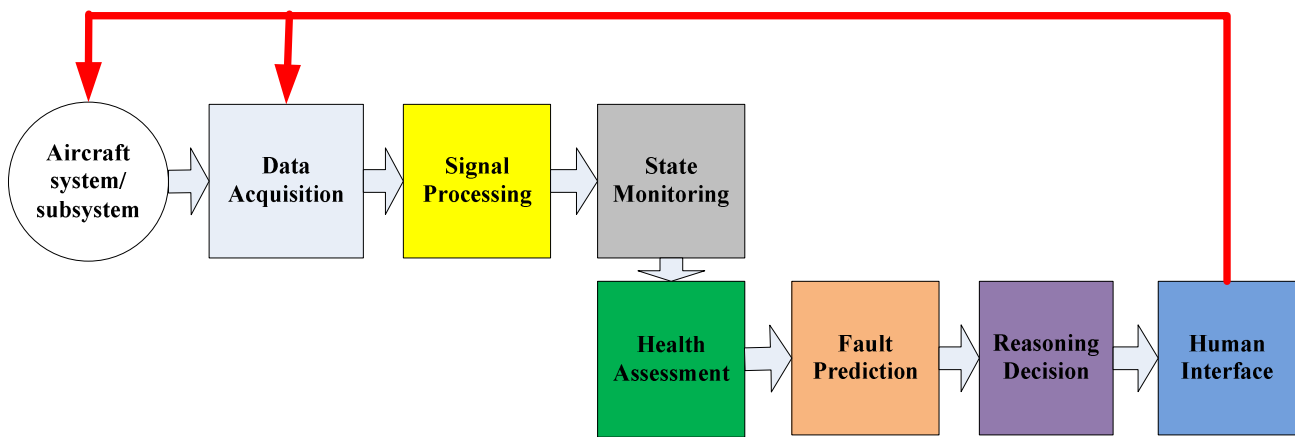 Aircraft
system/
subsystem
Data
Acquisition
Signal
Processing
State
Monitoring
Health
Assessment
Fault
Prediction
Reasoning
Decision
Human
Interface